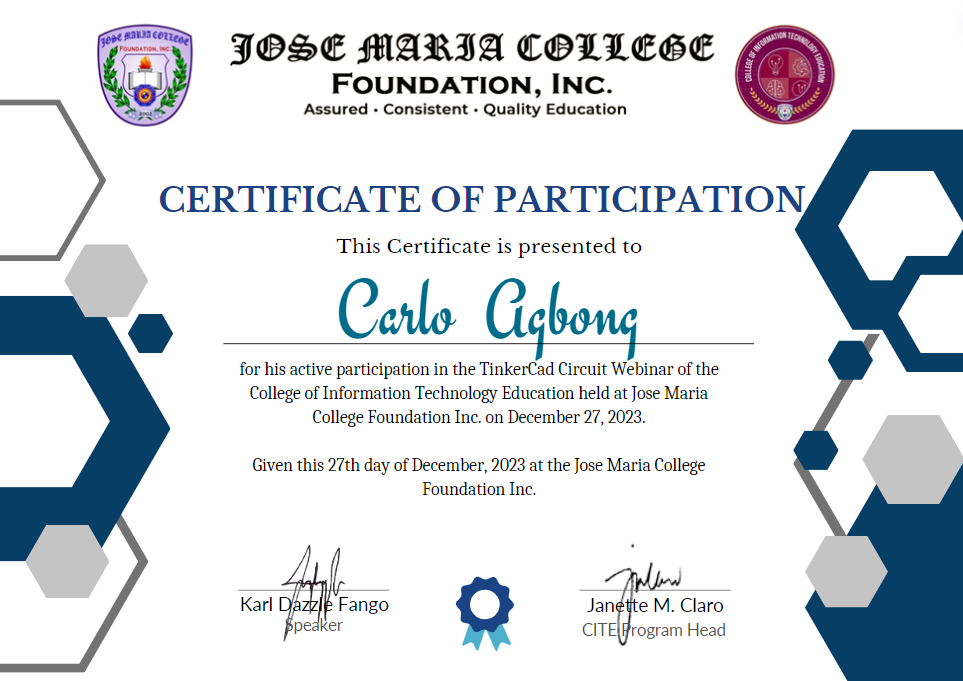 JOSE MARIA COLLEGE
FOUNDATION, INC.
2002
JOSE MARIA COLLEGE
FOUNDATION, INC.
Assured · Consistent · Quality Education
COLLEGE OF INFORMATION TECHNOLOGY EDUCATION
CERTIFICATE OF PARTICIPATION
This Certificate is presented to
Carlo Agbong
for his active participation in the TinkerCad Circuit Webinar of the
College of Information Technology Education held at Jose Maria
College Foundation Inc. on December 27, 2023.
Given this 27th day of December, 2023 at the Jose Maria College
Foundation Inc.
Karl Dazzle Fango
Speaker
Janette M. Claro
CITE Program Head